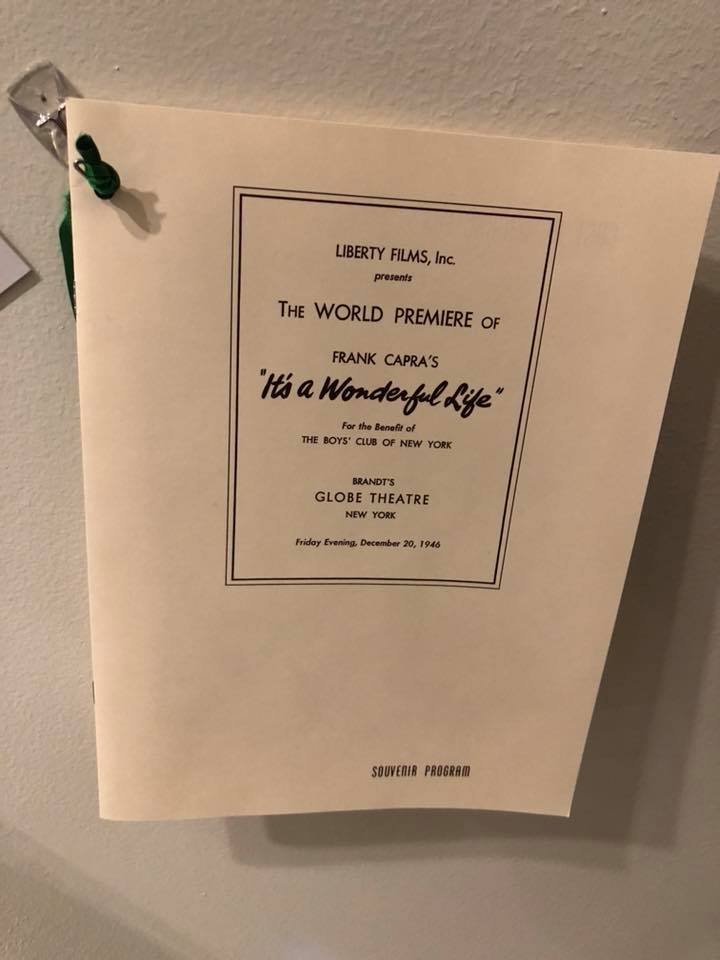 LIBERTY FILMS, Inc.
presents
THE WORLD PREMIERE OF
FRANK CAPRA'S
"It's a Wonderful Life"
For the Benefit of
THE BOYS' CLUB OF NEW YORK
BRANDT'S
GLOBE THEATRE
NEW YORK
Friday Evening, December 20, 1946
SOUVENIR PROGRAM